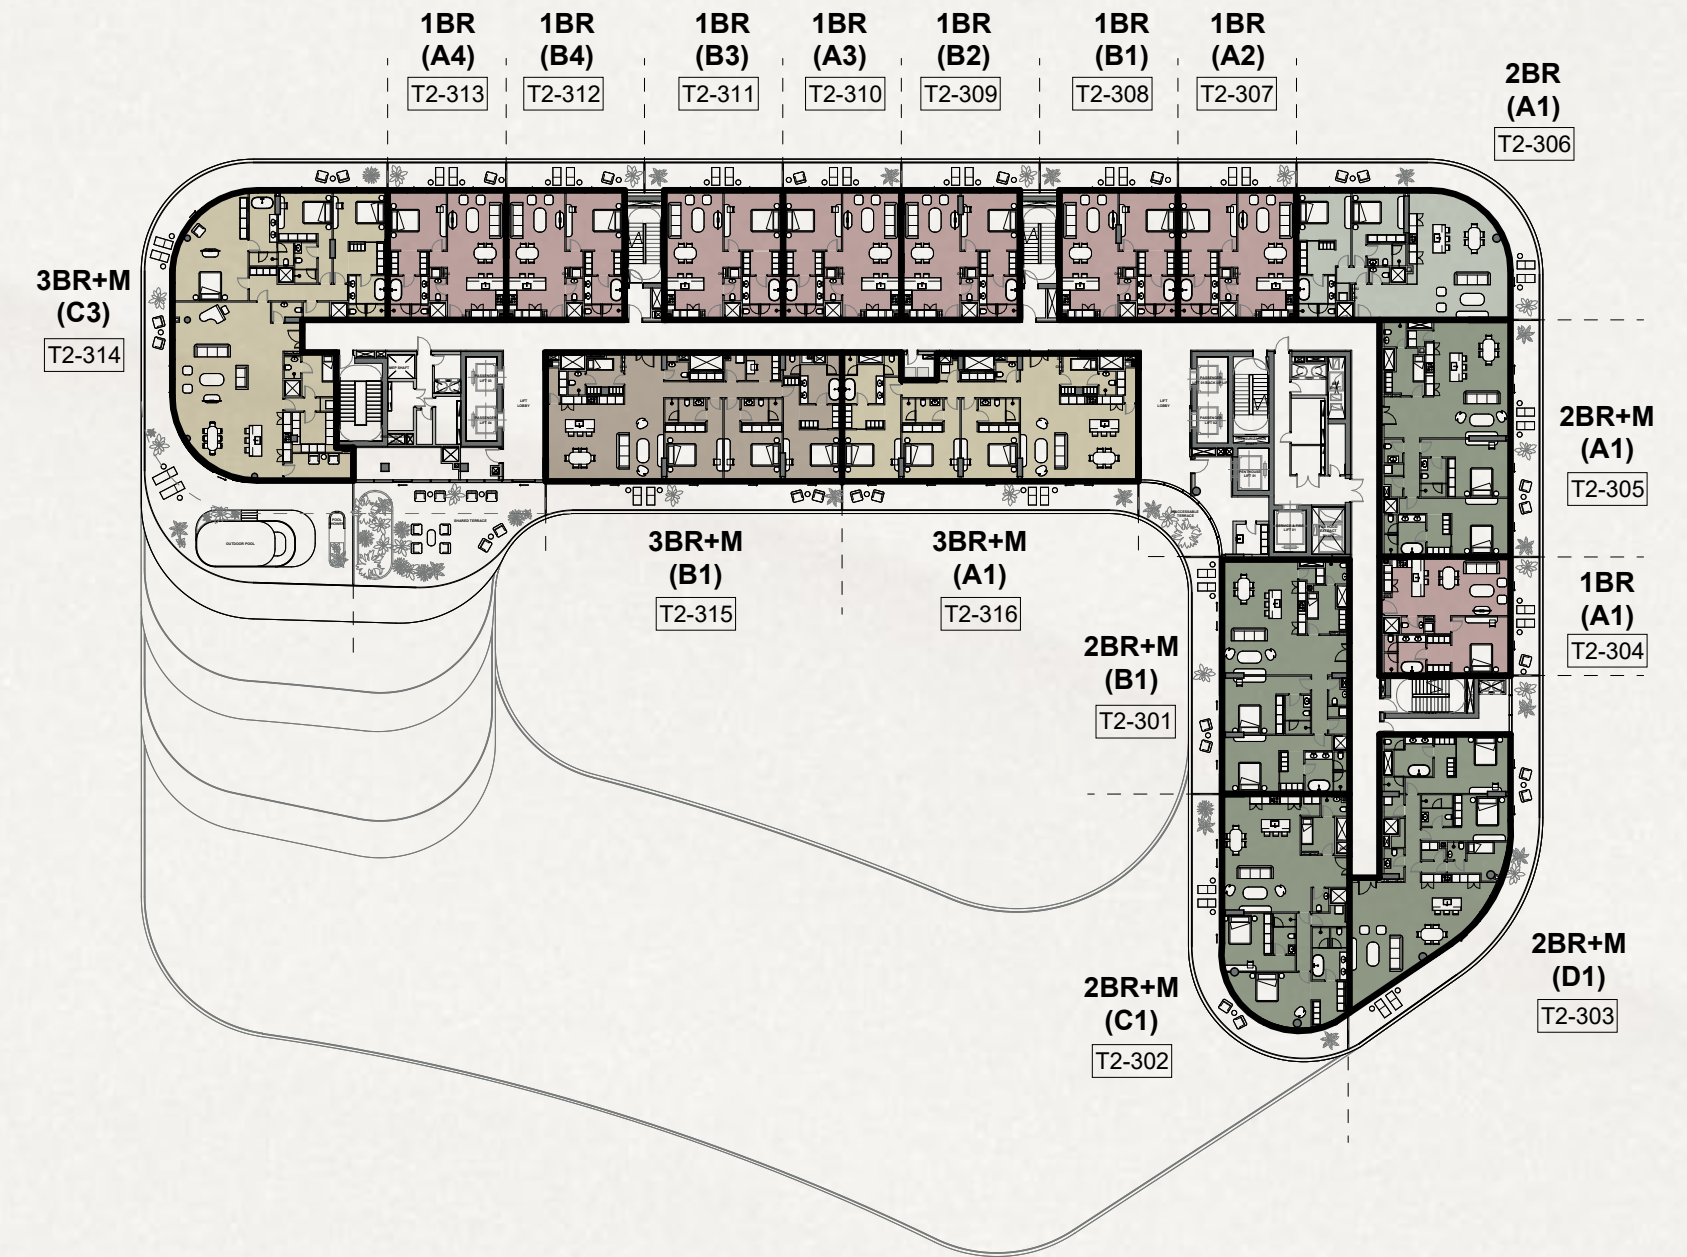 1BR
(A4)
T2-313
1BR
(B4)
T2-312
1BR
(B3)
T2-311
1BR
(A3)
T2-310
1BR
(B2)
T2-309
1BR
(B1)
T2-308
1BR
(A2)
T2-307
2BR
(A1)
T2-306
3BR+M
(C3)
T2-314
2BR+M
(A1)
T2-305
1BR
(A1)
T2-304
LIFT
LOBBY
LIFT
LOBBY
OUTDOOR POOL
SHARED TERRACE
3BR+M
(B1)
T2-315
3BR+M
(A1)
T2-316
2BR+M
(B1)
T2-301
2BR+M
(C1)
T2-302
2BR+M
(D1)
T2-303